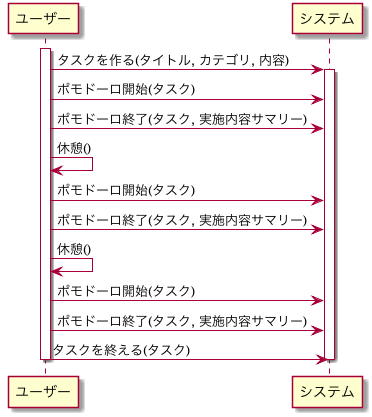 ユーザー
システム
タスクを作る(タイトル, カテゴリ, 内容)
ポモドーロ開始(タスク)
ポモドーロ終了(タスク, 実施内容サマリー)
休憩()
ポモドーロ開始(タスク)
ポモドーロ終了(タスク, 実施内容サマリー)
休憩()
ポモドーロ開始(タスク)
ポモドーロ終了(タスク, 実施内容サマリー)
タスクを終える(タスク)
ユーザー
システム